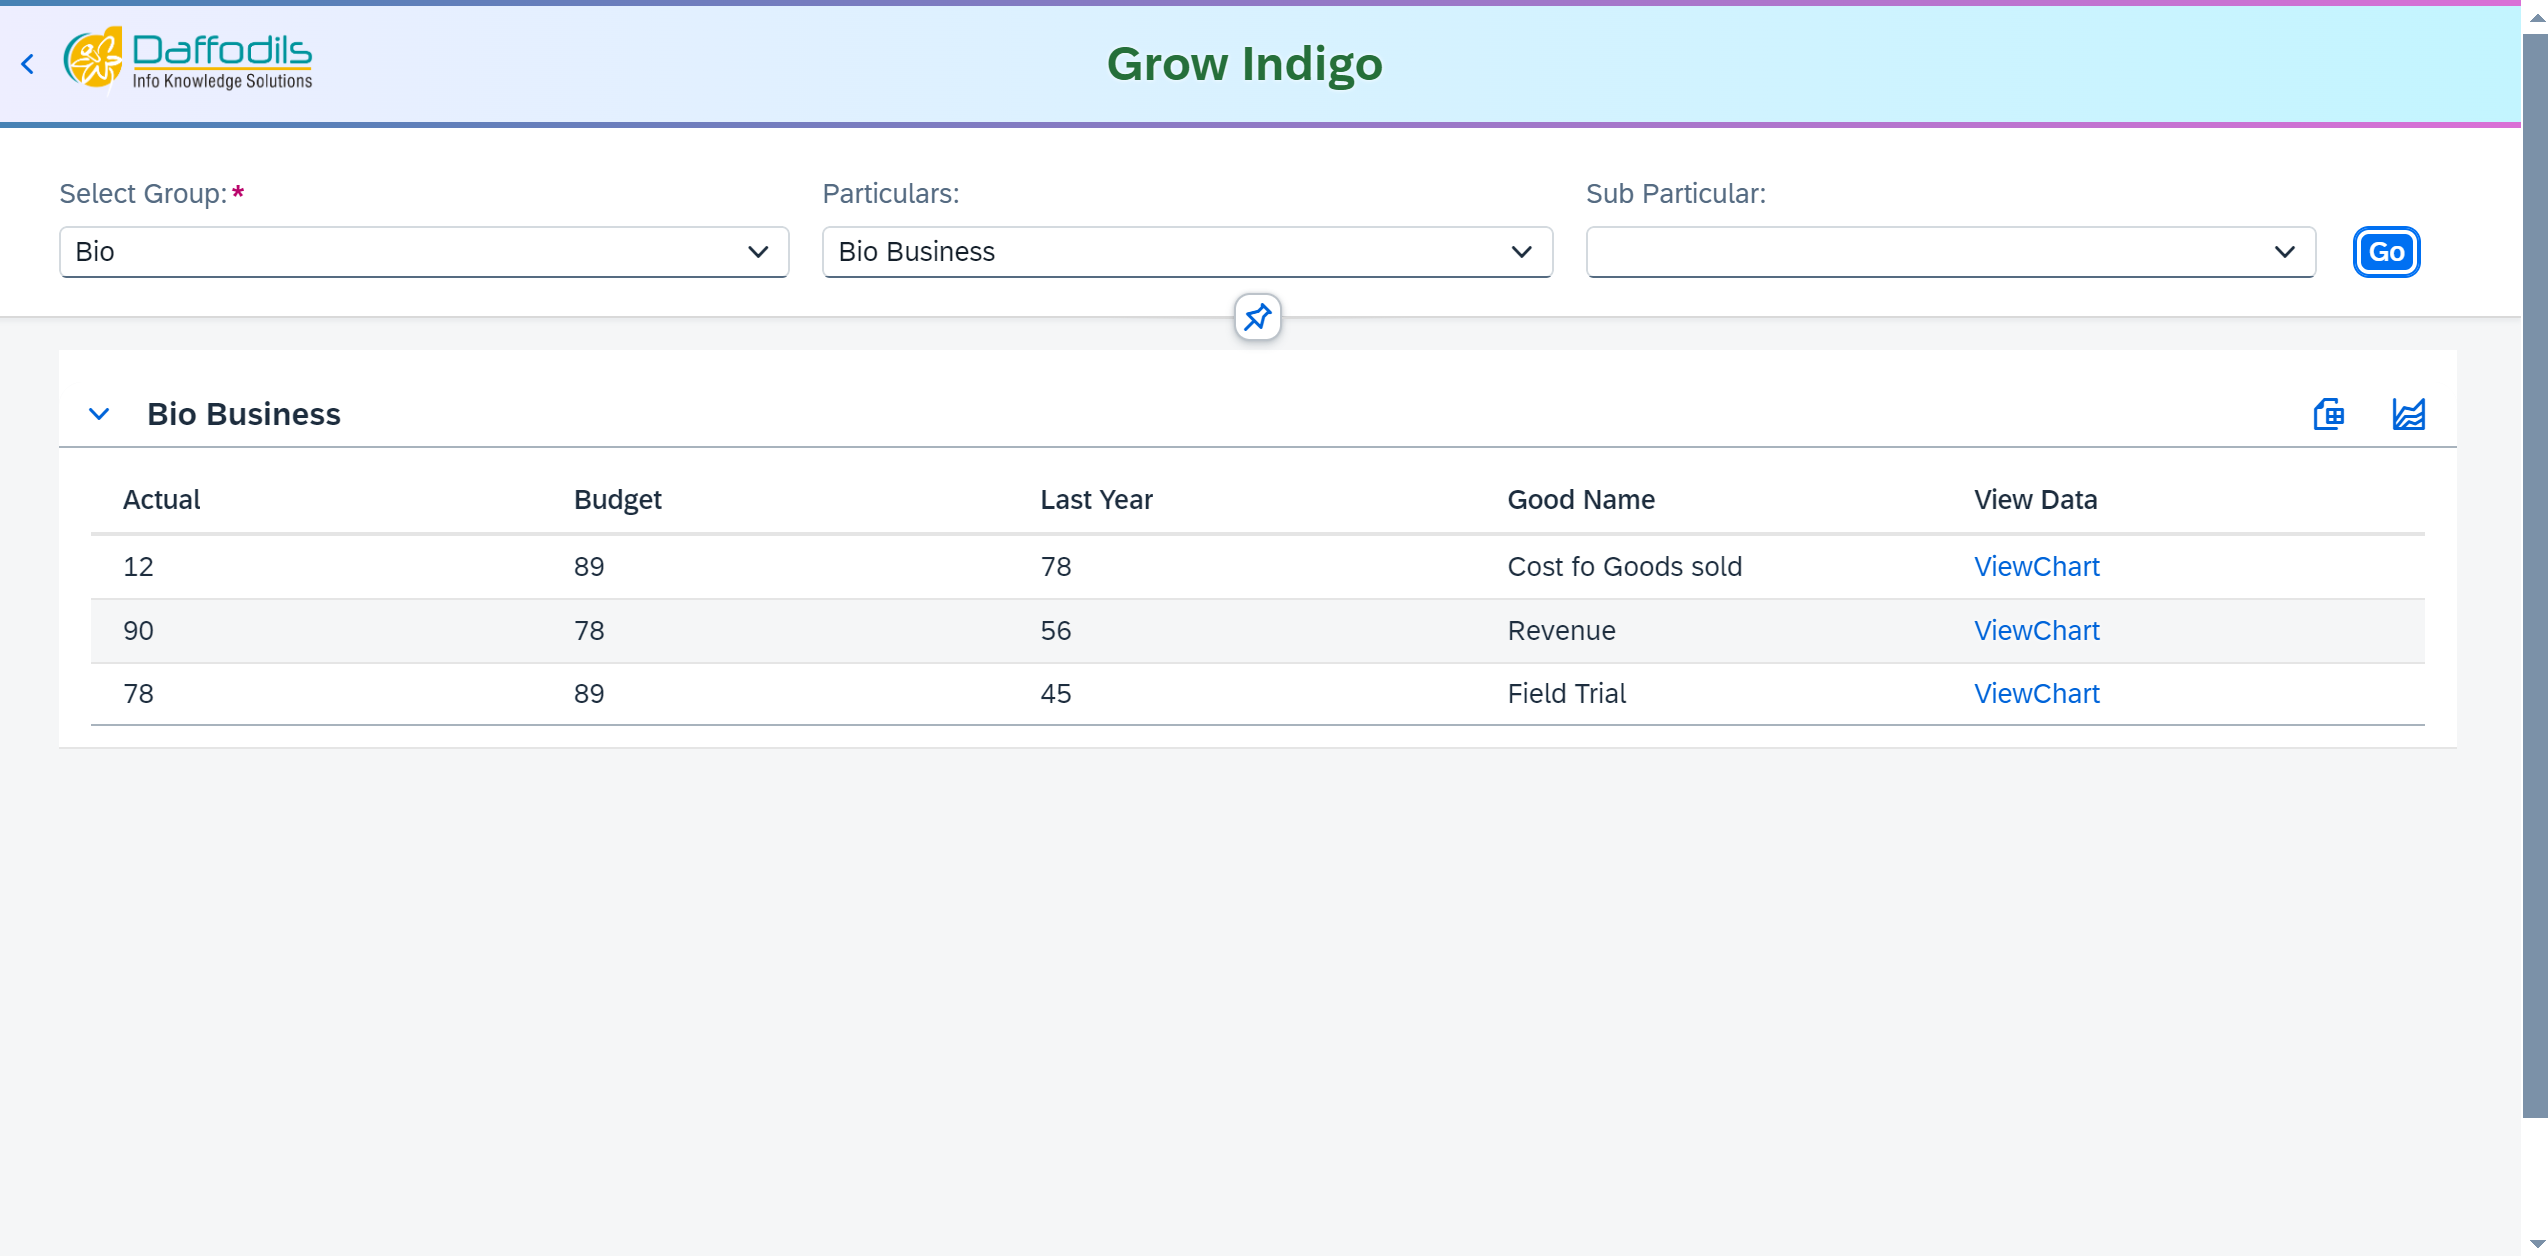 Daffodils
Info Knowledge Solutions
Grow Indigo
Select Group:* Particulars: Sub Particular:
Bio Bio Business Go
Bio Business
Actual Budget Last Year Good Name View Data
12 89 78 Cost fo Goods sold ViewChart
90 78 56 Revenue ViewChart
78 89 45 Field Trial ViewChart